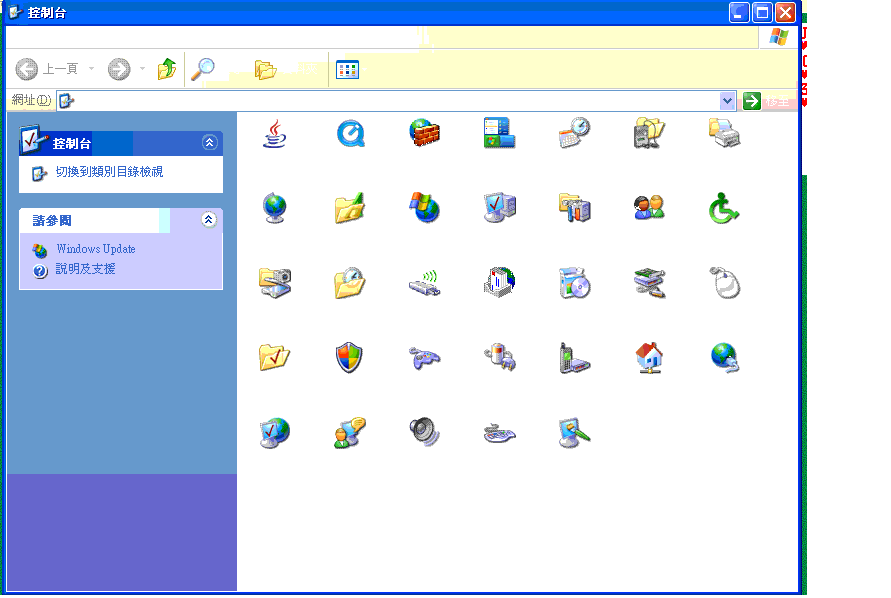 控制台
上一頁
網址(D)
移至
控制台
切換到類別目錄檢視
請參閱
Windows Update
說明及支援